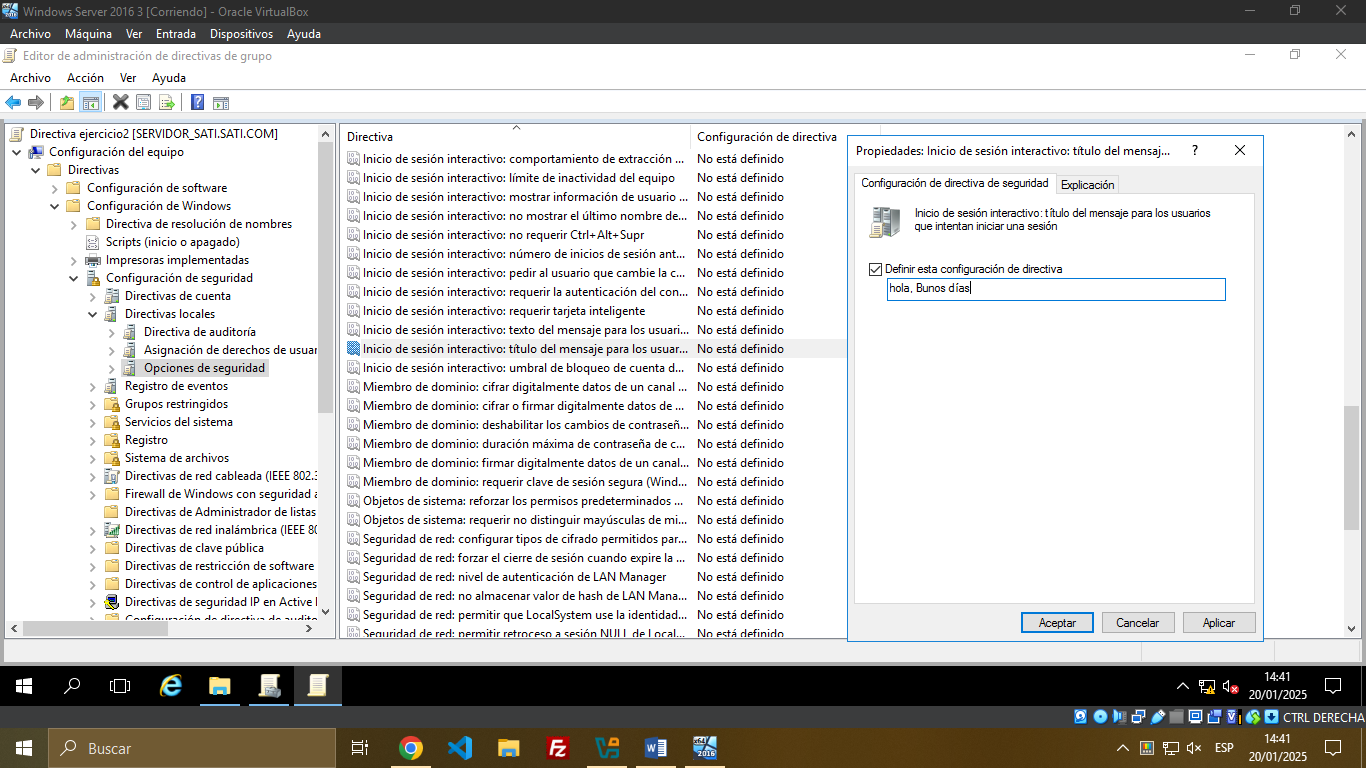 Windows Server 2016 3 [Corriendo] - Oracle VirtualBox
Archivo Máquina Ver Entrada Dispositivos Ayuda
Editor de administración de directivas de grupo
Archivo Acción Ver Ayuda
Directiva ejercicio2 [SERVIDOR_SATI.SATI.COM]
Configuración del equipo
Directivas
Configuración de software
Configuración de Windows
Directiva de resolución de nombres
Scripts (inicio o apagado)
Impresoras implementadas
Configuración de seguridad
Directivas de cuenta
Directivas locales
Directiva de auditoría
Asignación de derechos de usuar
Opciones de seguridad
Registro de eventos
Grupos restringidos
Servicios del sistema
Registro
Sistema de archivos
Directivas de red cableada (IEEE 802.3
Firewall de Windows con seguridad a
Directivas de Administrador de listas
Directivas de red inalámbrica (IEEE 80
Directivas de clave pública
Directivas de restricción de software
Directivas de control de aplicaciones
Directivas de seguridad IP en Active I
Configuración de directiva de audito
Directiva Configuración de directiva
Inicio de sesión interactivo: comportamiento de extracción ... No está definido
Inicio de sesión interactivo: límite de inactividad del equipo No está definido
Inicio de sesión interactivo: mostrar información de usuario ... No está definido
Inicio de sesión interactivo: no mostrar el último nombre de... No está definido
Inicio de sesión interactivo: no requerir Ctrl+Alt+Supr No está definido
Inicio de sesión interactivo: número de inicios de sesión ant... No está definido
Inicio de sesión interactivo: pedir al usuario que cambie la c... No está definido
Inicio de sesión interactivo: requerir la autenticación del con... No está definido
Inicio de sesión interactivo: requerir tarjeta inteligente No está definido
Inicio de sesión interactivo: texto del mensaje para los usuari... No está definido
Inicio de sesión interactivo: título del mensaje para los usuar... No está definido
Inicio de sesión interactivo: umbral de bloqueo de cuenta d... No está definido
Miembro de dominio: cifrar digitalmente datos de un canal ... No está definido
Miembro de dominio: cifrar o firmar digitalmente datos de ... No está definido
Miembro de dominio: deshabilitar los cambios de contraseñ... No está definido
Miembro de dominio: duración máxima de contraseña de c... No está definido
Miembro de dominio: firmar digitalmente datos de un canal... No está definido
Miembro de dominio: requerir clave de sesión segura (Wind... No está definido
Objetos de sistema: reforzar los permisos predeterminados ... No está definido
Objetos de sistema: requerir no distinguir mayúsculas de mi... No está definido
Seguridad de red: configurar tipos de cifrado permitidos par... No está definido
Seguridad de red: forzar el cierre de sesión cuando expire la ... No está definido
Seguridad de red: nivel de autenticación de LAN Manager No está definido
Seguridad de red: no almacenar valor de hash de LAN Mana... No está definido
Seguridad de red: permitir que LocalSystem use la identidad... No está definido
Seguridad de red: permitir retroceso a sesión NULL de Local... No está definido
Propiedades: Inicio de sesión interactivo: título del mensaj... ?
Configuración de directiva de seguridad Explicación
Inicio de sesión interactivo: título del mensaje para los usuarios
que intentan iniciar una sesión
Definir esta configuración de directiva
hola, Bunos días
Aceptar Cancelar Aplicar
14:41
20/01/2025
CTRL DERECHA
Buscar
x64
2016
ESP
14:41
20/01/2025